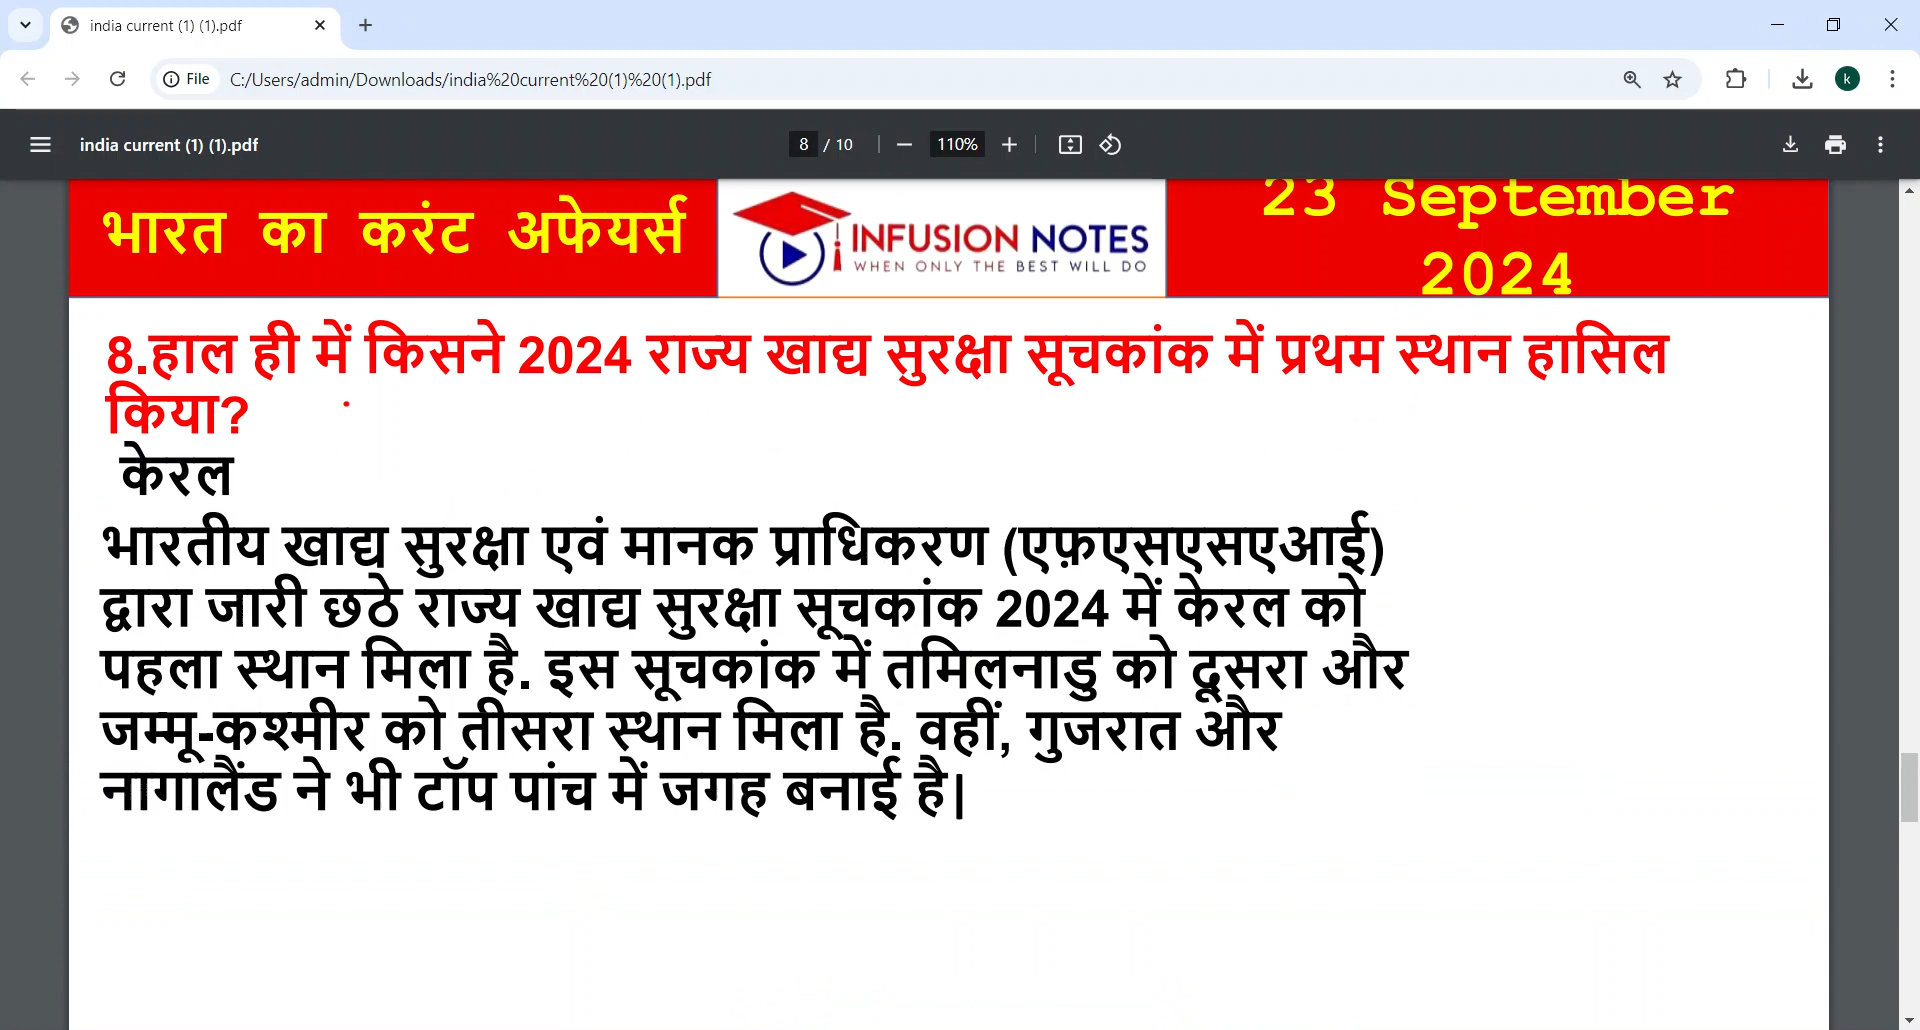 india current (1) (1).pdf
File C:/Users/admin/Downloads/india%20current%20(1)%20(1).pdf
k
india current (1) (1).pdf 8 / 10 110%
भारत का करंट अफेयर्स
INFUSION NOTES
WHEN ONLY THE BEST WILL DO
23 September
2024
8.हाल ही में किसने 2024 राज्य खाद्य सुरक्षा सूचकांक में प्रथम स्थान हासिल
किया?
केरल
भारतीय खाद्य सुरक्षा एवं मानक प्राधिकरण (एफ़एसएसएआई)
द्वारा जारी छठे राज्य खाद्य सुरक्षा सूचकांक 2024 में केरल को
पहला स्थान मिला है. इस सूचकांक में तमिलनाडु को दूसरा और
जम्मू-कश्मीर को तीसरा स्थान मिला है. वहीं, गुजरात और
नागालैंड ने भी टॉप पांच में जगह बनाई है|